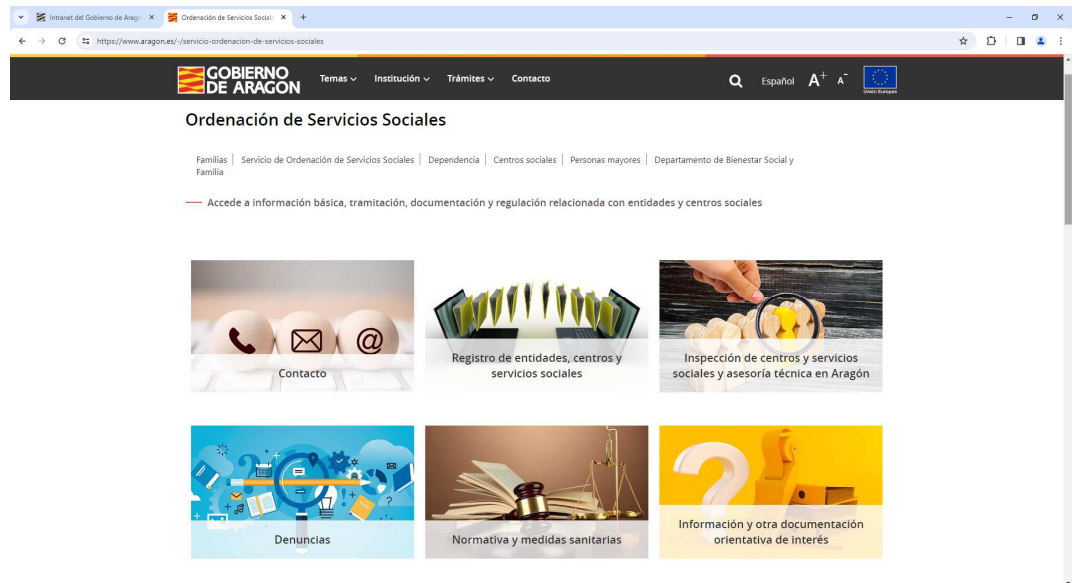 Intranet del Gobierno de Arag
Ordenación de Servicios Social
https://www.aragon.es/-/servicio-ordenacion-de-servicios-sociales
GOBIERNO
DE ARAGON
Temas
Institución
Trámites
Contacto
Español
A+
A-
Unión Europea
Ordenación de Servicios Sociales
Familias | Servicio de Ordenación de Servicios Sociales | Dependencia | Centros sociales | Personas mayores | Departamento de Bienestar Social y
Familia
Accede a información básica, tramitación, documentación y regulación relacionada con entidades y centros sociales
@
Contacto
Registro de entidades, centros y
servicios sociales
Inspección de centros y servicios
sociales y asesoría técnica en Aragón
?
Denuncias
Normativa y medidas sanitarias
?
Información y otra documentación
orientativa de interés